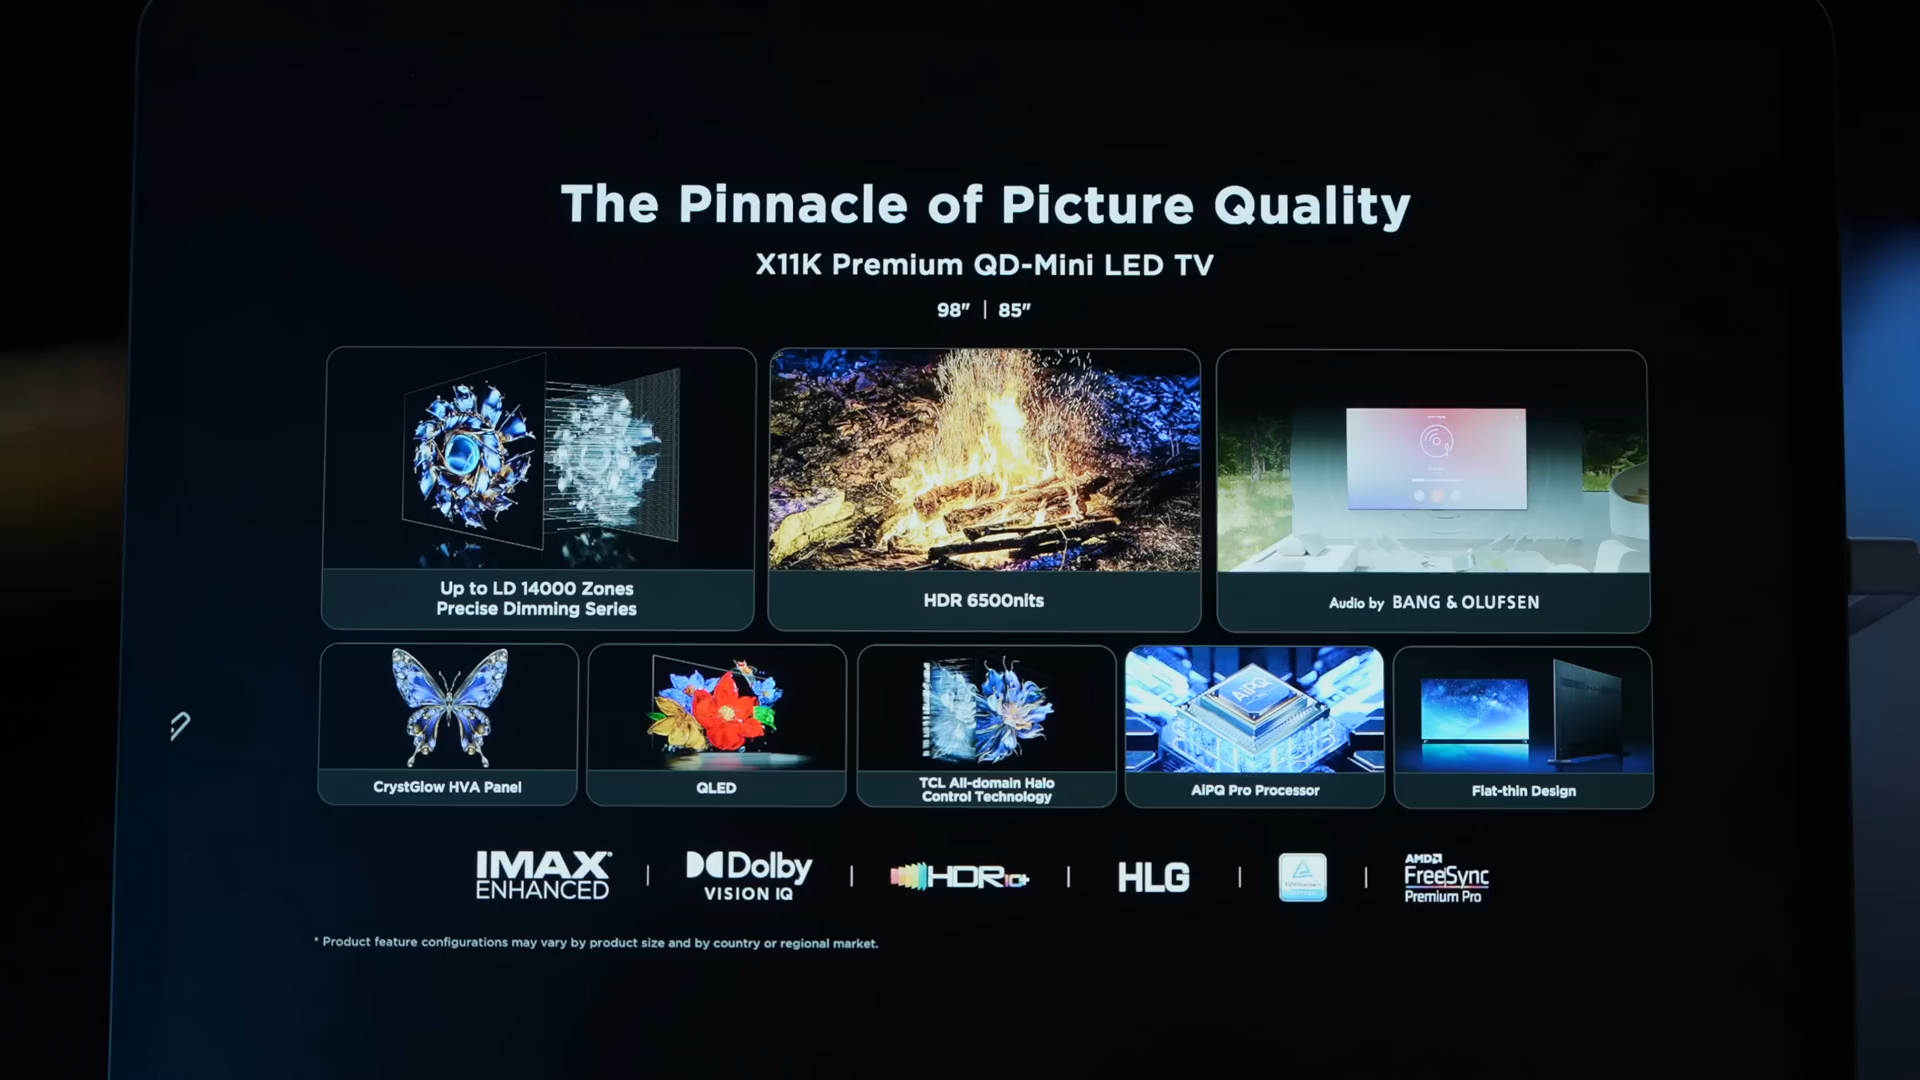 The Pinnacle of Picture Quality
X11K Premium QD-Mini LED TV
98" | 85"
Up to LD 14000 Zones
Precise Dimming Series
HDR 6500nits
Audio by BANG & OLUFSEN
CrystGlow HVA Panel
QLED
TCL All-domain Halo
Control Technology
AiPQ
AiPQ Pro Processor
Flat-thin Design
IMAX
ENHANCED
Dolby
VISION IQ
HDR10+
HLG
AMD
FreeSync
Premium Pro
* Product feature configurations may vary by product size and by country or regional market.